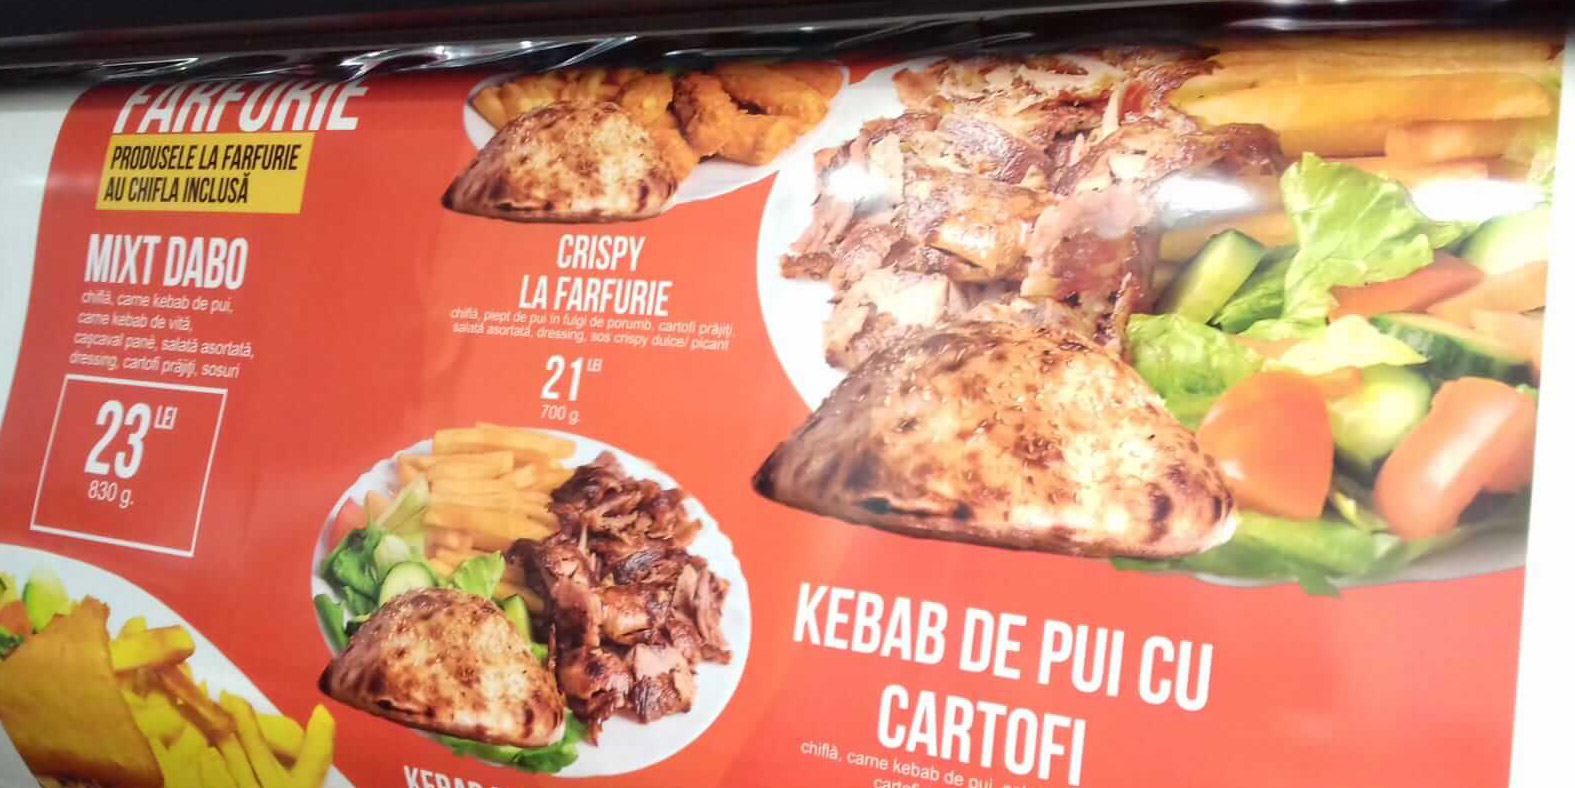 FARFURIE
PRODUSELE LA FARFURIE
AU CHIFLA INCLUSĂ
MIXT DABO
chiflă, carne kebab de pui,
carne kebab de vită,
cașcaval pané, salată asortată,
dressing, cartofi prăjiți, sosuri
23 LEI
830 g.
CRISPY
LA FARFURIE
chiflă, piept de pui în fulgi de porumb, cartofi prăjiți,
salată asortată, dressing, sos crispy dulce/ picant
21 LEI
700 g.
KEBAB
KEBAB DE PUI CU
CARTOFI
chiflă, carne kebab de pui,